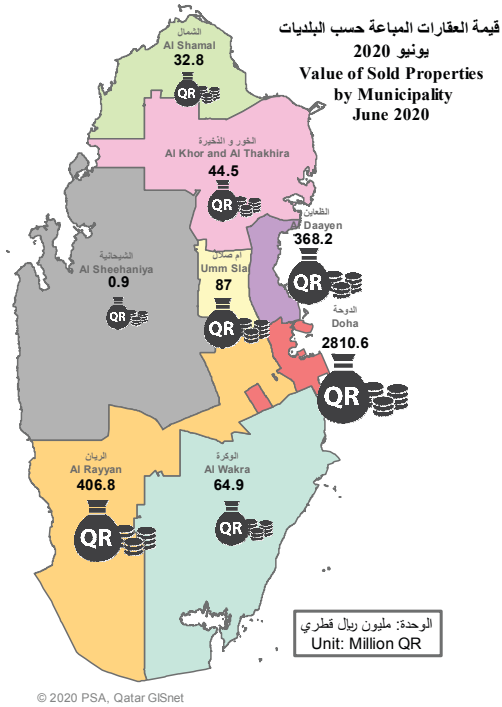 قيمة العقارات المباعة حسب البلديات
يونيو 2020
Value of Sold Properties
by Municipality
June 2020
الشمال
Al Shamal
32.8
QR
الخور و الذخيرة
Al Khor and Al Thakhira
44.5
QR
الظعاين
Al Daayen
368.2
QR
الشيحانية
Al Sheehaniya
0.9
QR
ام صلال
Umm Slal
87
QR
الدوحة
Doha
2810.6
QR
الريان
Al Rayyan
406.8
QR
الوكرة
Al Wakra
64.9
QR
الوحدة: مليون ريال قطري
Unit: Million QR
© 2020 PSA, Qatar GISnet